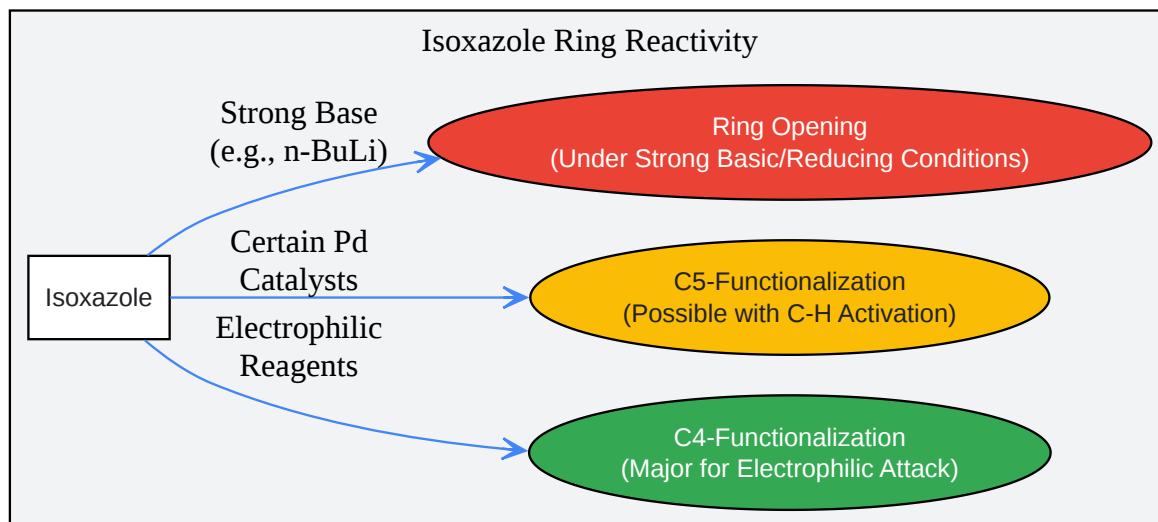 Isoxazole Ring Reactivity
Strong Base
(e.g., n-BuLi)
Ring Opening
(Under Strong Basic/Reducing Conditions)
Certain Pd
Catalysts
Isoxazole
C5-Functionalization
(Possible with C-H Activation)
Electrophilic
Reagents
C4-Functionalization
(Major for Electrophilic Attack)